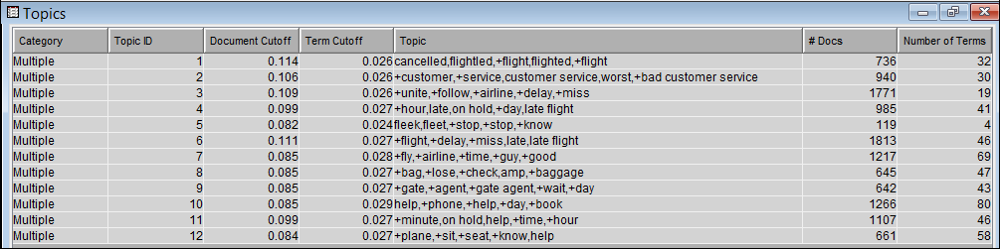 Topics
Category Topic ID Document Cutoff Term Cutoff Topic # Docs Number of Terms
Multiple 1 0.114 0.026 cancelled,flightled,+flight,flighted,+flight 736 32
Multiple 2 0.106 0.026 +customer,+service,customer service,worst,+bad customer service 940 30
Multiple 3 0.109 0.026 +unite,+follow,+airline,+delay,+miss 1771 19
Multiple 4 0.099 0.027 +hour,late,on hold,+day,late flight 985 41
Multiple 5 0.082 0.024 fleek,fleet,+stop,+stop,+know 119 4
Multiple 6 0.111 0.027 +flight,+delay,+miss,late,late flight 1813 46
Multiple 7 0.085 0.028 +fly,+airline,+time,+guy,+good 1217 69
Multiple 8 0.085 0.027 +bag,+lose,+check,amp,+baggage 645 47
Multiple 9 0.085 0.027 +gate,+agent,+gate agent,+wait,+day 642 43
Multiple 10 0.085 0.029 help,+phone,+help,+day,+book 1266 80
Multiple 11 0.099 0.027 +minute,on hold,help,+time,+hour 1107 46
Multiple 12 0.084 0.027 +plane,+sit,+seat,+know,help 661 58